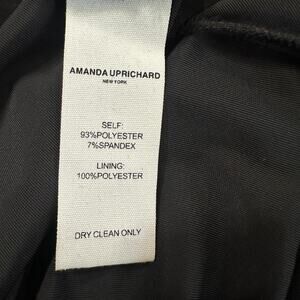 AMANDA UPRICHARD
NEW YORK
SELF:
93%POLYESTER
7%SPANDEX
LINING:
100%POLYESTER
DRY CLEAN ONLY